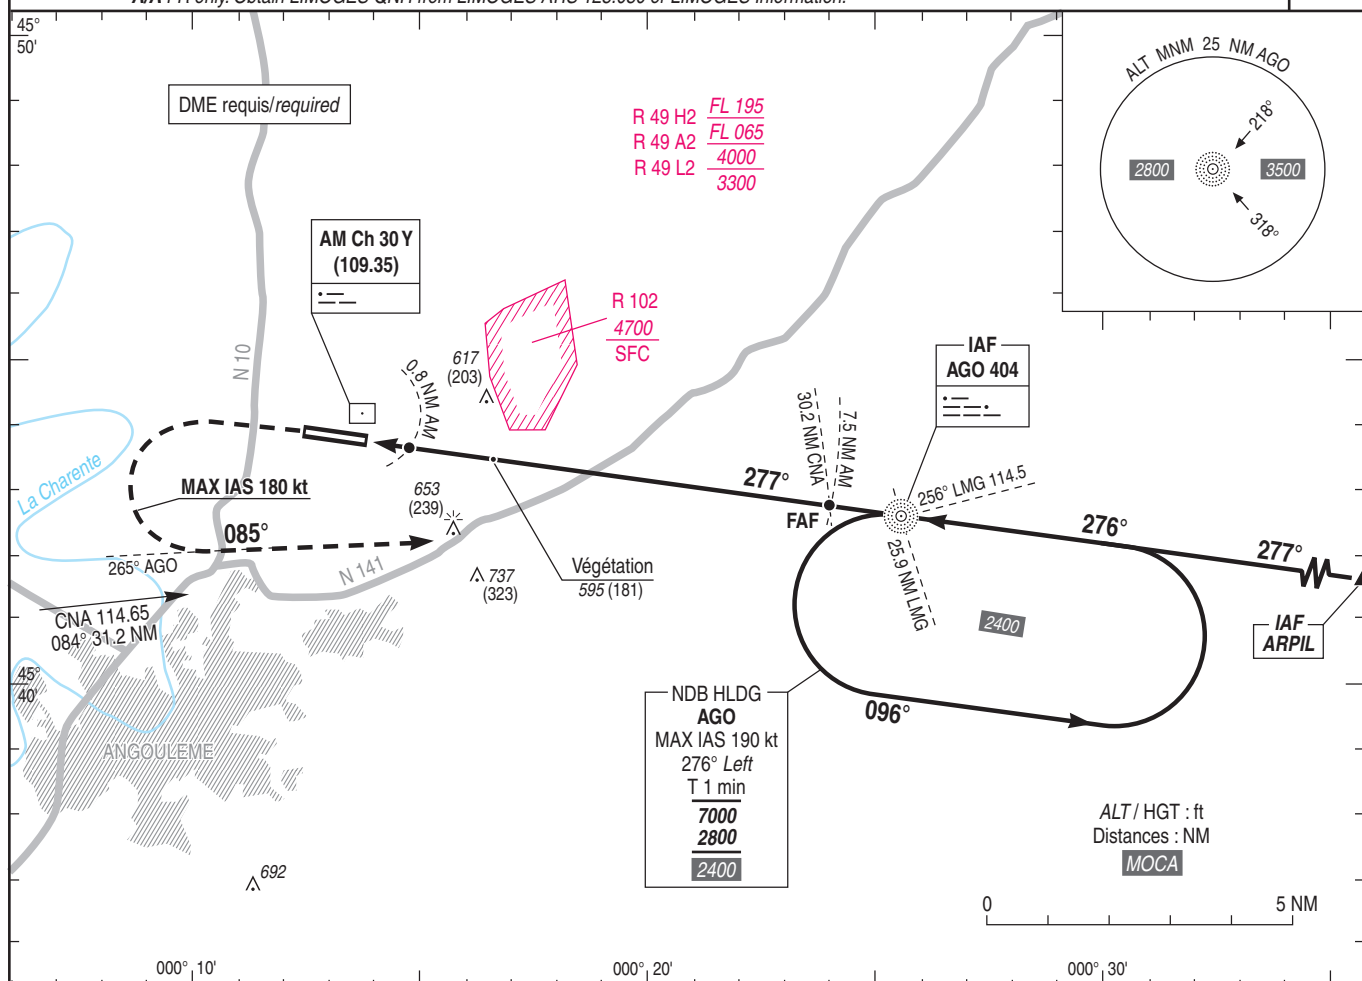 45°
50'
DME requis/required
R 49 H2 FL 195
R 49 A2 FL 065
R 49 L2 4000
3300
ALT MNM 25 NM AGO
218°
2800
3500
318°
AM Ch 30 Y
(109.35)
R 102
4700
SFC
N 10
617
(203)
0.8 NM AM
IAF
AGO 404
30.2 NM CNA
7.5 NM AM
La Charente
MAX IAS 180 kt
277°
256° LMG 114.5
653
(239)
FAF
276°
085°
277°
265° AGO
25.9 NM LMG
N 141
Végétation
595 (181)
737
(323)
CNA 114.65
084° 31.2 NM
2400
IAF
ARPIL
45°
40'
NDB HLDG
AGO
MAX IAS 190 kt
276° Left
T 1 min
7000
2800
2400
096°
ANGOULEME
ALT / HGT : ft
Distances : NM
MOCA
692
0 5 NM
000° 10'
000° 20'
000° 30'